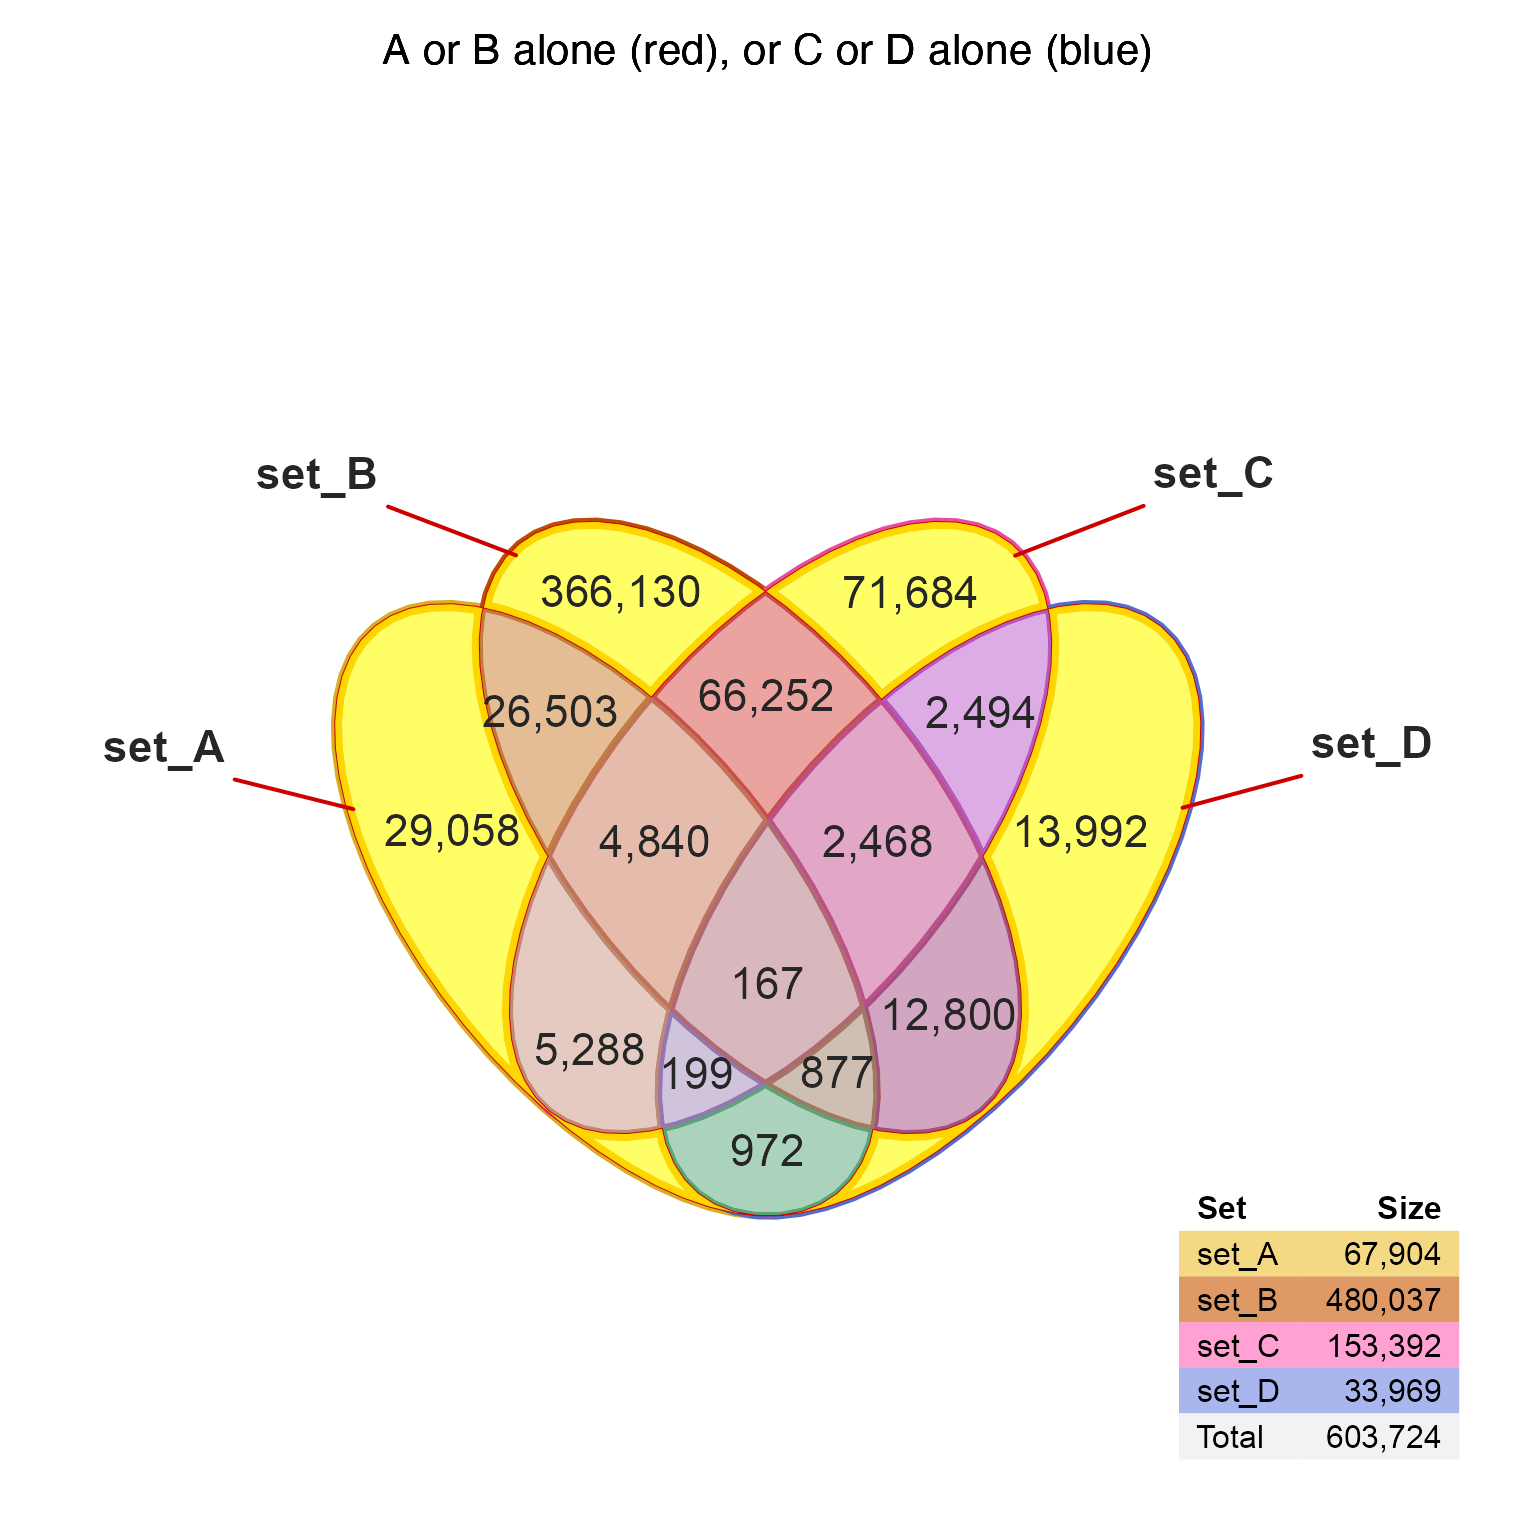 A or B alone (red), or C or D alone (blue)
set_B
set_C
366,130
71,684
26,503
66,252
2,494
set_A
set_D
29,058
4,840
2,468
13,992
167
12,800
5,288
199
877
972
Set Size
set_A 67,904
set_B 480,037
set_C 153,392
set_D 33,969
Total 603,724